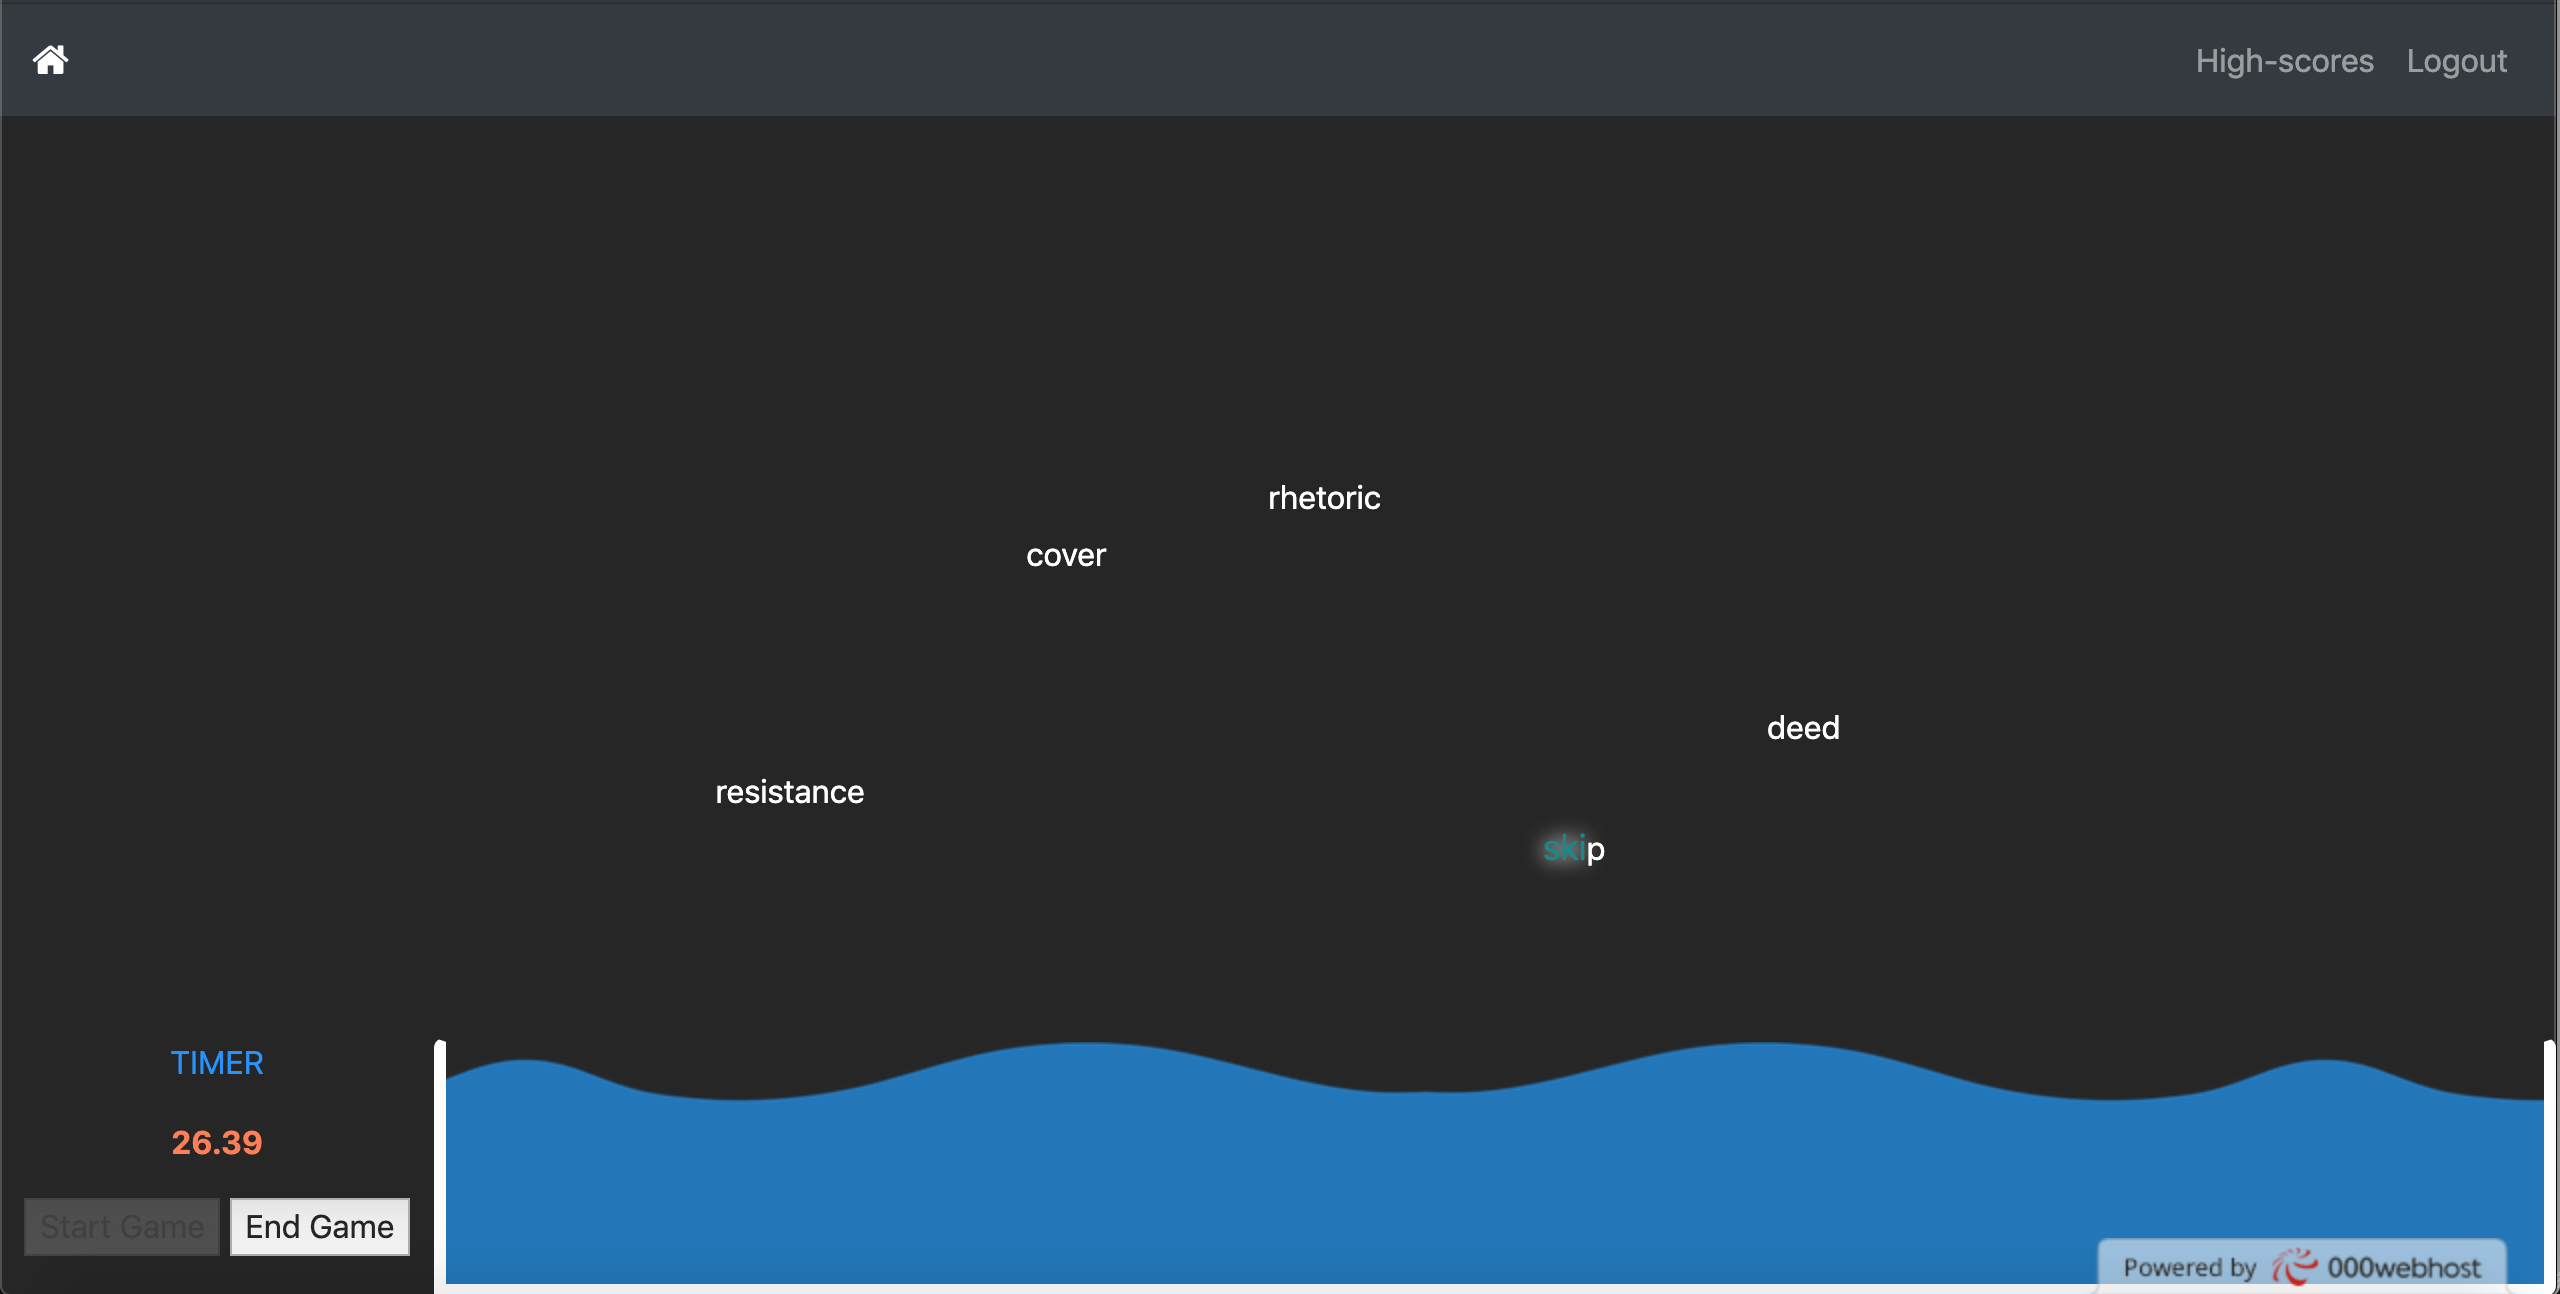 High-scores Logout
rhetoric
cover
deed
resistance
skip
TIMER
26.39
Start Game End Game
Powered by 000webhost